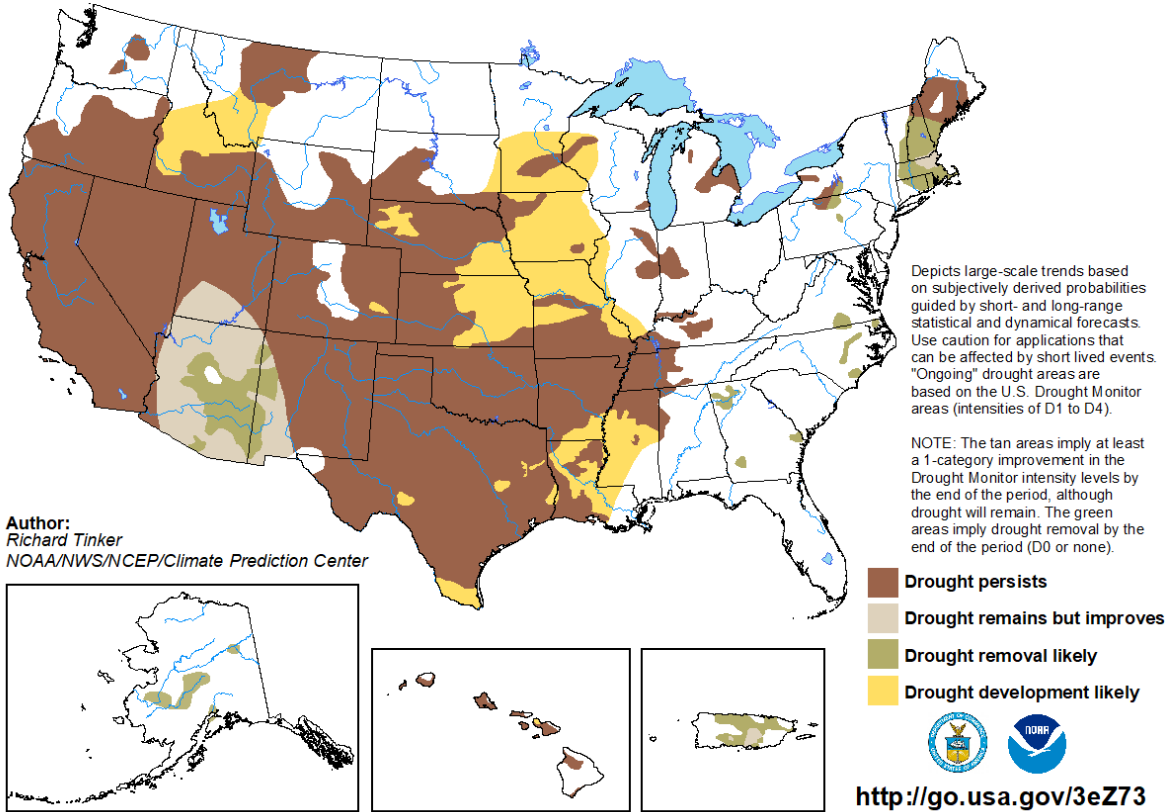 Depicts large-scale trends based
on subjectively derived probabilities
guided by short- and long-range
statistical and dynamical forecasts.
Use caution for applications that
can be affected by short lived events.
"Ongoing" drought areas are
based on the U.S. Drought Monitor
areas (intensities of D1 to D4).
NOTE: The tan areas imply at least
a 1-category improvement in the
Drought Monitor intensity levels by
the end of the period, although
drought will remain. The green
areas imply drought removal by the
end of the period (D0 or none).
Author:
Richard Tinker
NOAA/NWS/NCEP/Climate Prediction Center
Drought persists
Drought remains but improves
Drought removal likely
Drought development likely
NOAA
http://go.usa.gov/3eZ73